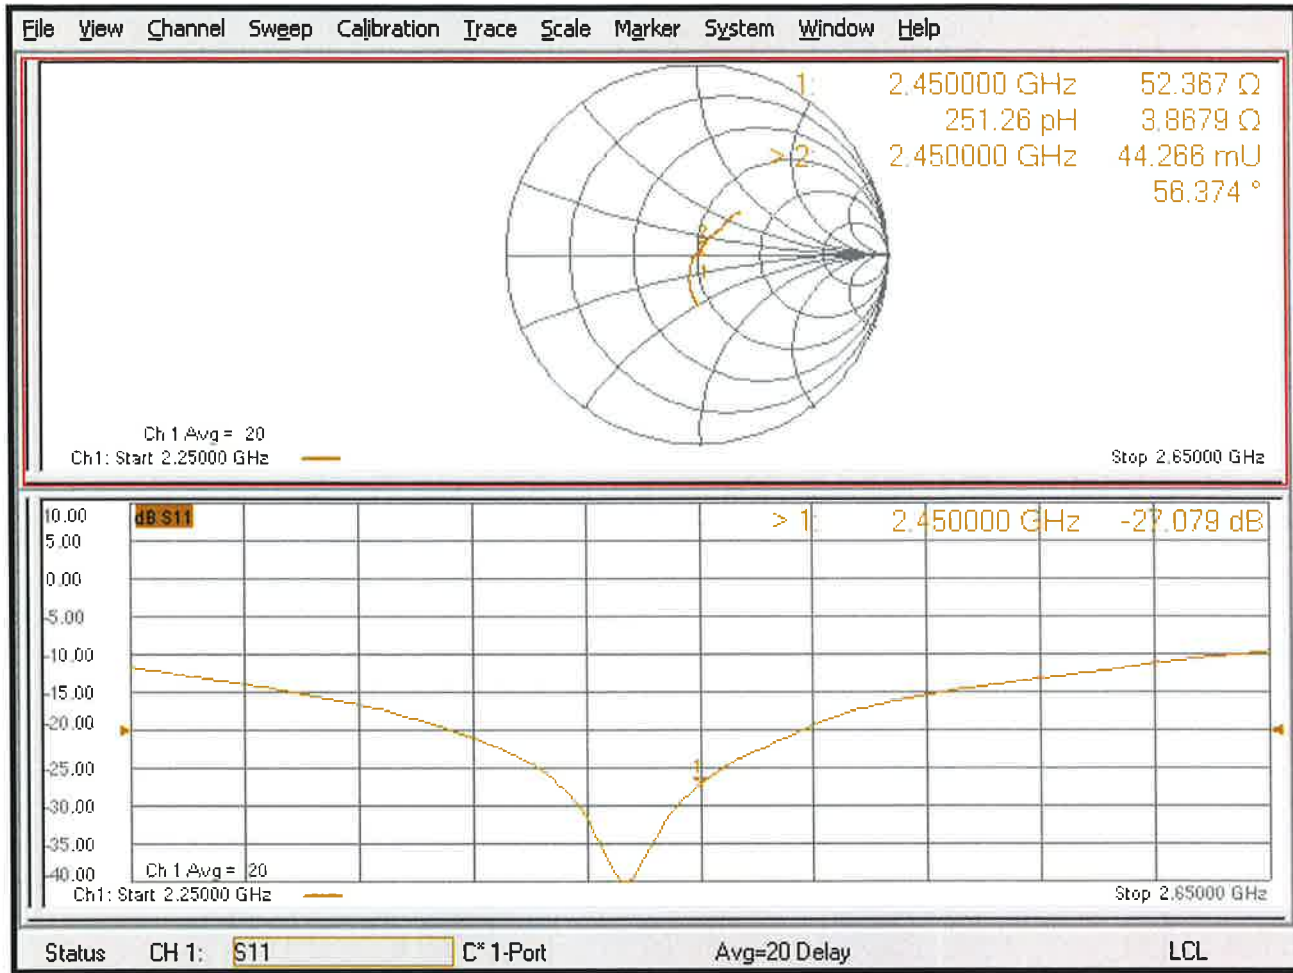 File View Channel Sweep Calibration Trace Scale Marker System Window Help
1: 2.450000 GHz 52.367 Ω
251.26 pH 3.8679 Ω
> 2: 2.450000 GHz 44.266 mU
56.374 °
2
1
Ch 1 Avg = 20
Ch1: Start 2.25000 GHz
Stop 2.65000 GHz
10.00
dB S11
> 1: 2.450000 GHz -27.079 dB
5.00
0.00
-5.00
-10.00
-15.00
-20.00
-25.00
1
-30.00
-35.00
-40.00
Ch 1 Avg = 20
Ch1: Start 2.25000 GHz
Stop 2.65000 GHz
Status CH 1: S11 C* 1-Port Avg=20 Delay LCL